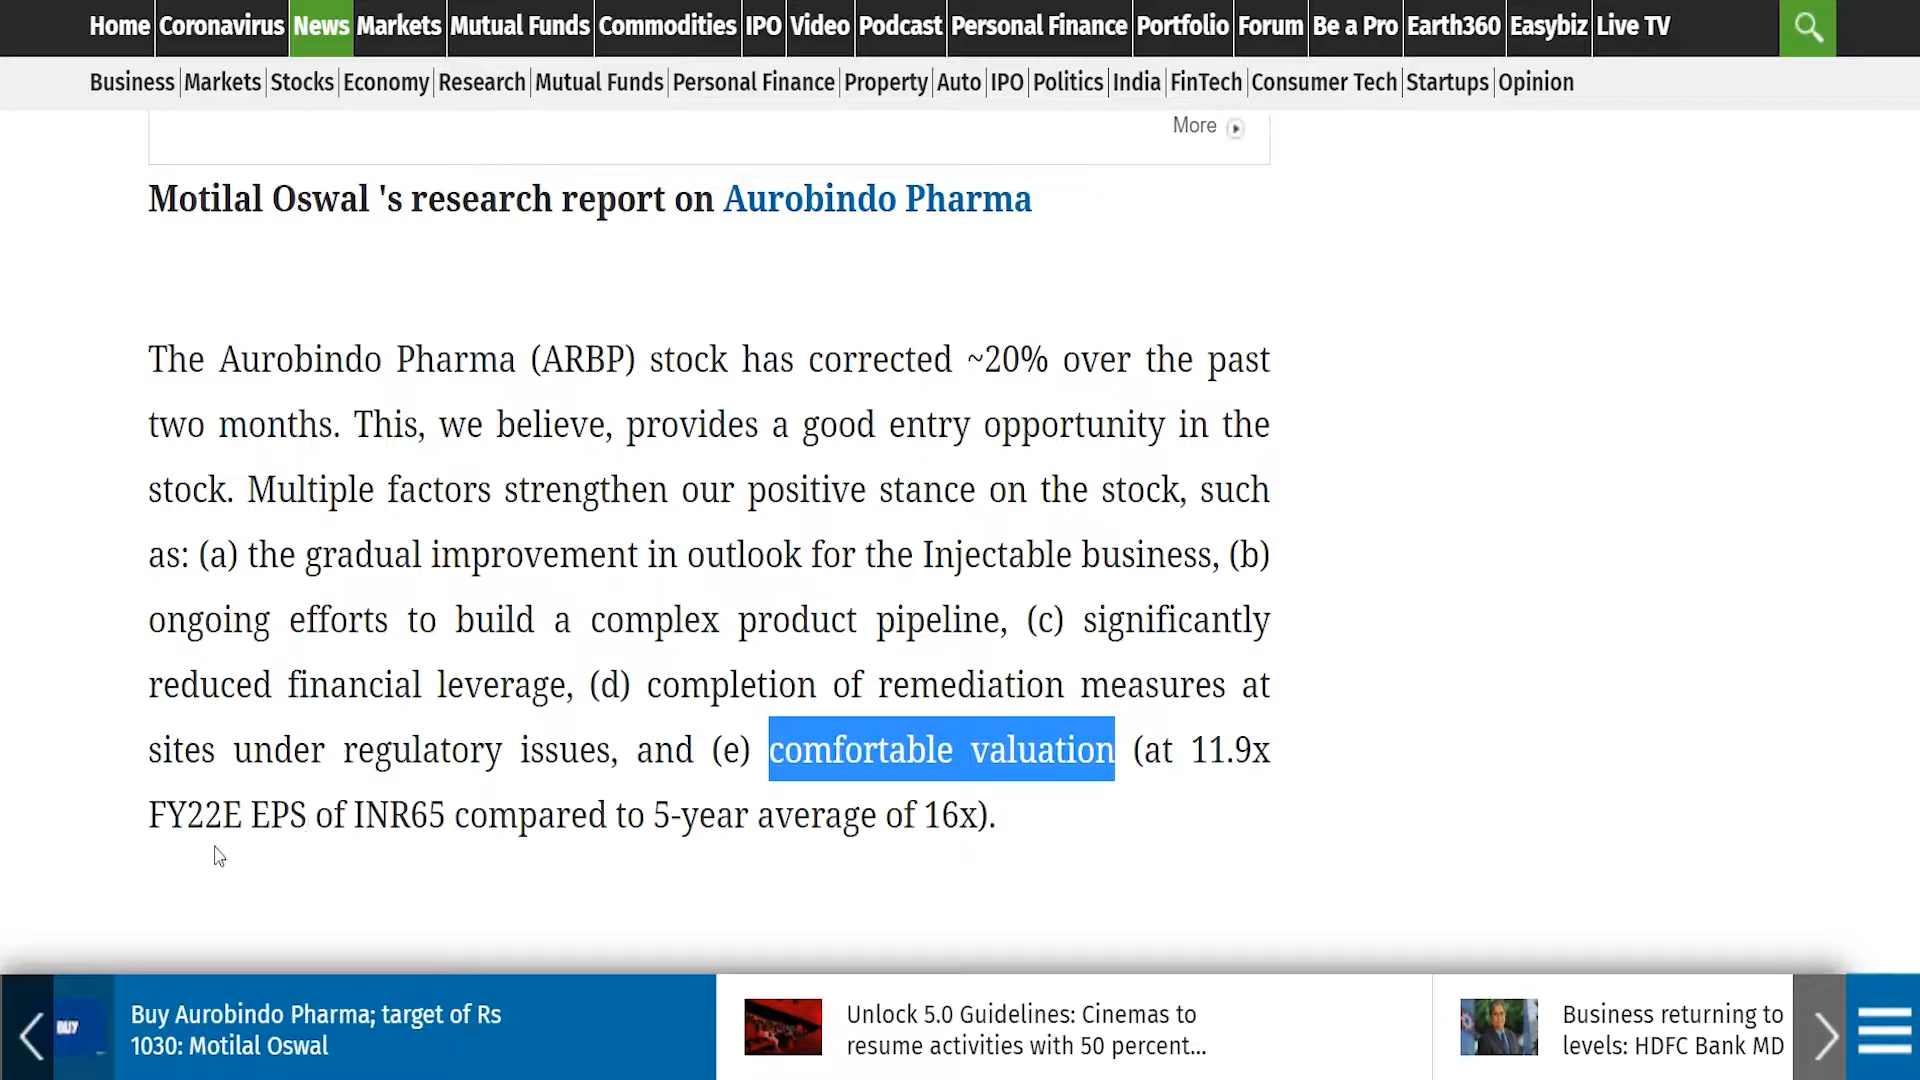 Home Coronavirus News Markets Mutual Funds Commodities IPO Video Podcast Personal Finance Portfolio Forum Be a Pro Earth360 Easybiz Live TV
Business Markets Stocks Economy Research Mutual Funds Personal Finance Property Auto IPO Politics India FinTech Consumer Tech Startups Opinion
More
Motilal Oswal 's research report on Aurobindo Pharma
The Aurobindo Pharma (ARBP) stock has corrected ~20% over the past
two months. This, we believe, provides a good entry opportunity in the
stock. Multiple factors strengthen our positive stance on the stock, such
as: (a) the gradual improvement in outlook for the Injectable business, (b)
ongoing efforts to build a complex product pipeline, (c) significantly
reduced financial leverage, (d) completion of remediation measures at
sites under regulatory issues, and (e) comfortable valuation (at 11.9x
FY22E EPS of INR65 compared to 5-year average of 16x).
BUY
Buy Aurobindo Pharma; target of Rs
1030: Motilal Oswal
Unlock 5.0 Guidelines: Cinemas to
resume activities with 50 percent...
Business returning to
levels: HDFC Bank MD